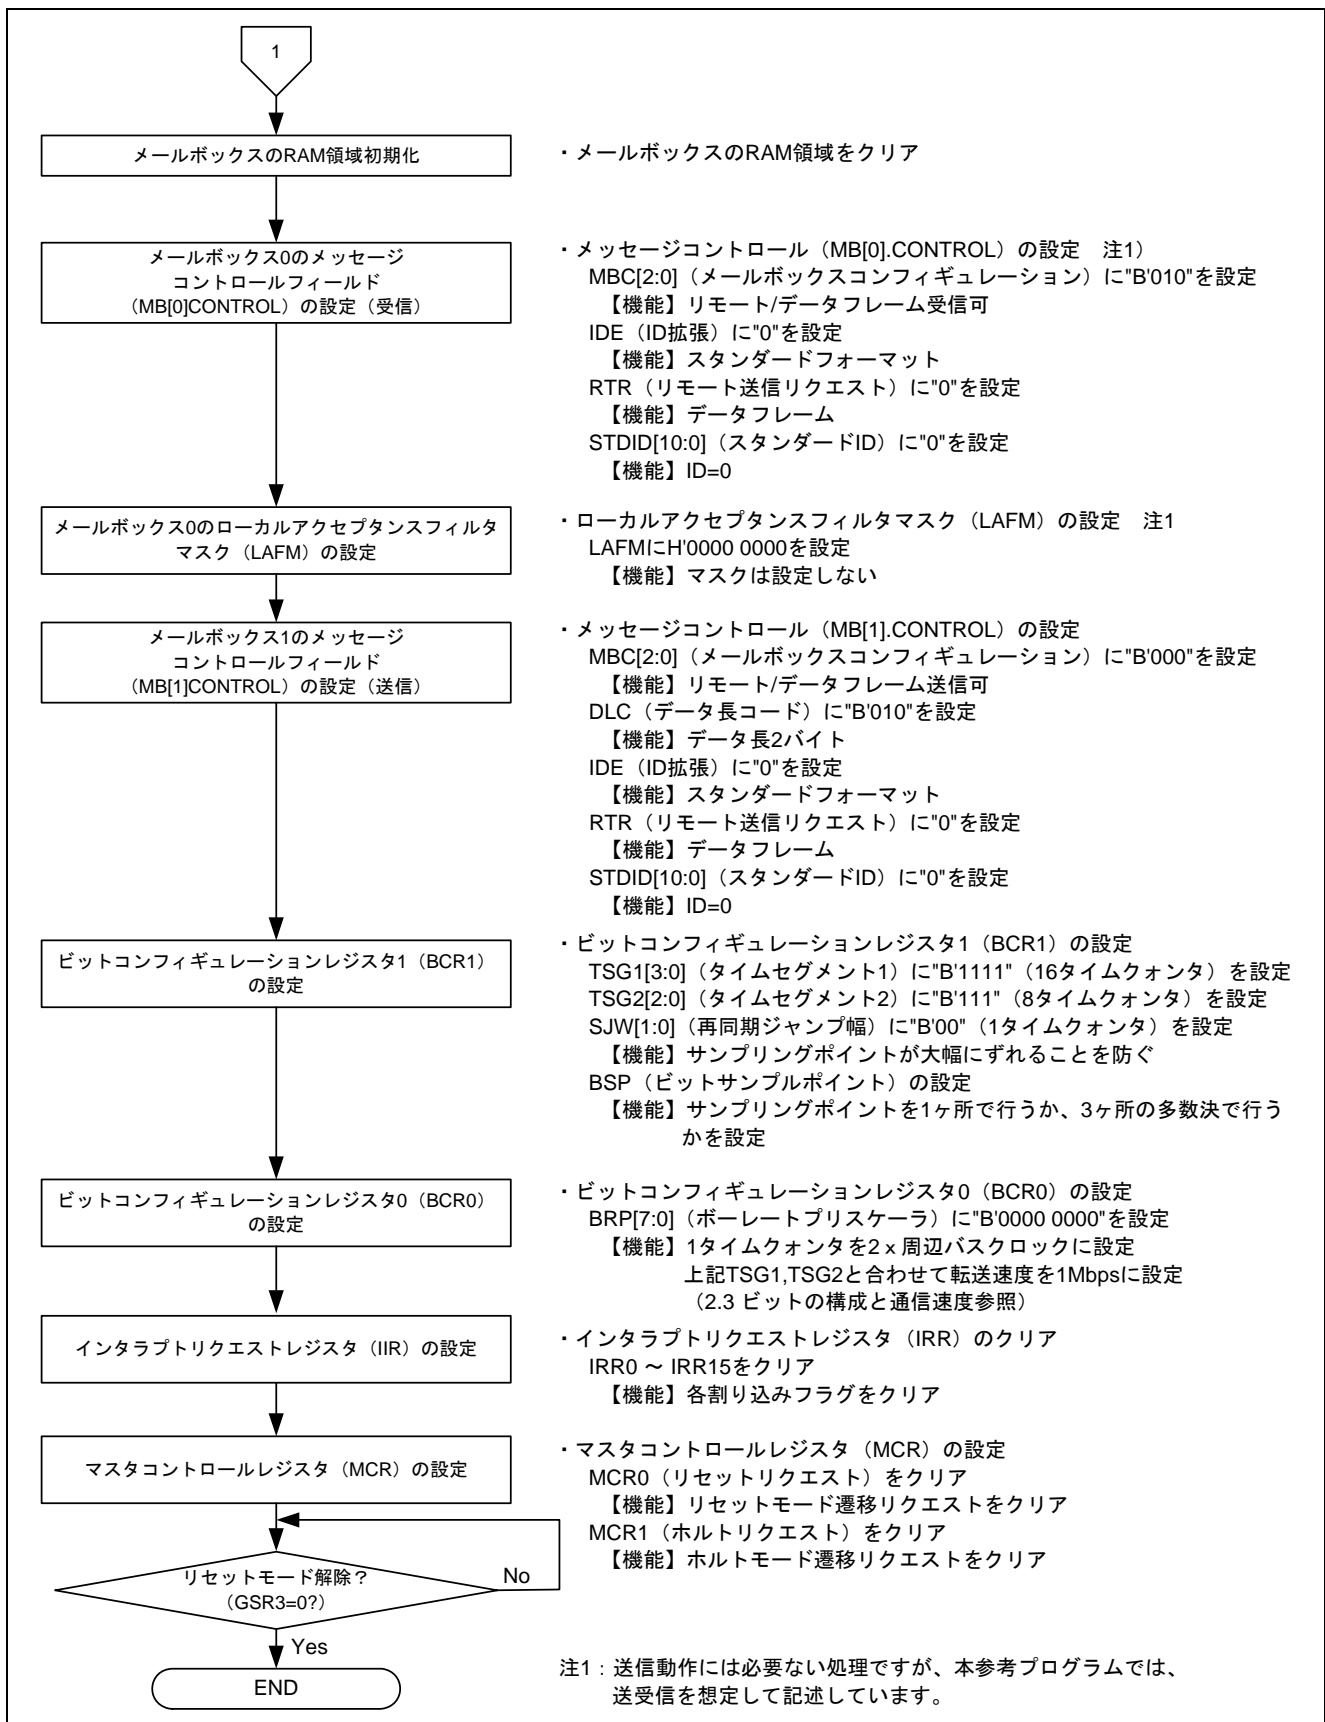 1
メールボックスのRAM領域初期化
・メールボックスのRAM領域をクリア
メールボックス0のメッセージ
コントロールフィールド
（MB[0]CONTROL）の設定（受信）
・メッセージコントロール（MB[0].CONTROL）の設定　注1）
MBC[2:0]（メールボックスコンフィギュレーション）に"B'010"を設定
【機能】リモート/データフレーム受信可
IDE（ID拡張）に"0"を設定
【機能】スタンダードフォーマット
RTR（リモート送信リクエスト）に"0"を設定
【機能】データフレーム
STDID[10:0]（スタンダードID）に"0"を設定
【機能】ID=0
メールボックス0のローカルアクセプタンスフィルタ
マスク（LAFM）の設定
・ローカルアクセプタンスフィルタマスク（LAFM）の設定　注1
LAFMにH'0000 0000を設定
【機能】マスクは設定しない
メールボックス1のメッセージ
コントロールフィールド
（MB[1]CONTROL）の設定（送信）
・メッセージコントロール（MB[1].CONTROL）の設定
MBC[2:0]（メールボックスコンフィギュレーション）に"B'000"を設定
【機能】リモート/データフレーム送信可
DLC（データ長コード）に"B'010"を設定
【機能】データ長2バイト
IDE（ID拡張）に"0"を設定
【機能】スタンダードフォーマット
RTR（リモート送信リクエスト）に"0"を設定
【機能】データフレーム
STDID[10:0]（スタンダードID）に"0"を設定
【機能】ID=0
ビットコンフィギュレーションレジスタ1（BCR1）
の設定
・ビットコンフィギュレーションレジスタ1（BCR1）の設定
TSG1[3:0]（タイムセグメント1）に"B'1111"（16タイムクォンタ）を設定
TSG2[2:0]（タイムセグメント2）に"B'111"（8タイムクォンタ）を設定
SJW[1:0]（再同期ジャンプ幅）に"B'00"（1タイムクォンタ）を設定
【機能】サンプリングポイントが大幅にずれることを防ぐ
BSP（ビットサンプルポイント）の設定
【機能】サンプリングポイントを1ヶ所で行うか、3ヶ所の多数決で行う
かを設定
ビットコンフィギュレーションレジスタ0（BCR0）
の設定
・ビットコンフィギュレーションレジスタ0（BCR0）の設定
BRP[7:0]（ボーレートプリスケーラ）に"B'0000 0000"を設定
【機能】1タイムクォンタを2 x 周辺バスクロックに設定
上記TSG1,TSG2と合わせて転送速度を1Mbpsに設定
（2.3 ビットの構成と通信速度参照）
インタラプトリクエストレジスタ（IIR）の設定
・インタラプトリクエストレジスタ（IRR）のクリア
IRR0 ～ IRR15をクリア
【機能】各割り込みフラグをクリア
マスタコントロールレジスタ（MCR）の設定
・マスタコントロールレジスタ（MCR）の設定
MCR0（リセットリクエスト）をクリア
【機能】リセットモード遷移リクエストをクリア
MCR1（ホルトリクエスト）をクリア
【機能】ホルトモード遷移リクエストをクリア
リセットモード解除？
（GSR3=0?）
No
Yes
END
注1：送信動作には必要ない処理ですが、本参考プログラムでは、
送受信を想定して記述しています。